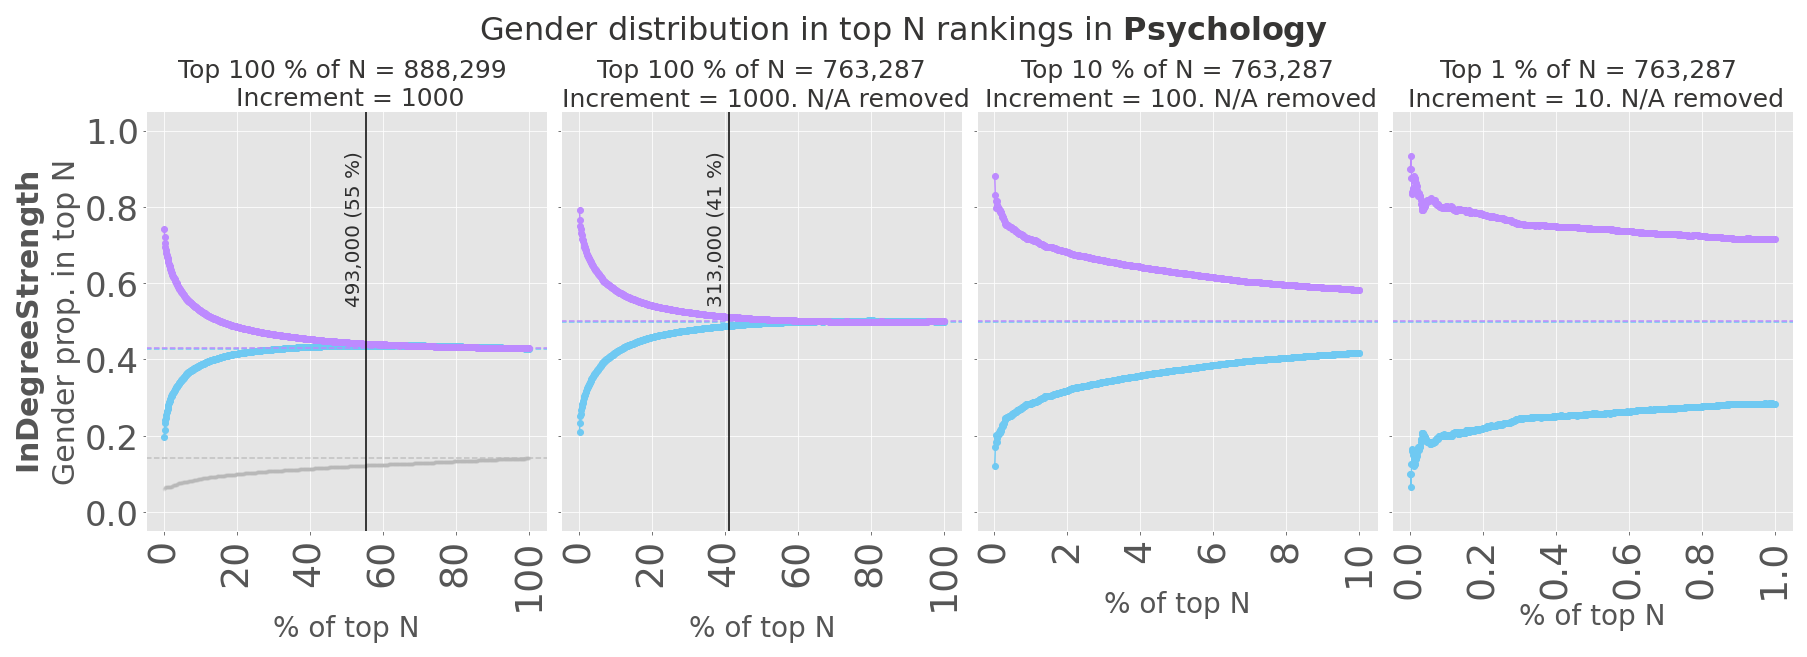 Gender distribution in top N rankings in Psychology
Top 100 % of N = 888,299
Increment = 1000
Top 100 % of N = 763,287
Increment = 1000. N/A removed
Top 10 % of N = 763,287
Increment = 100. N/A removed
Top 1 % of N = 763,287
Increment = 10. N/A removed
InDegreeStrength
Gender prop. in top N
1.0
0.8
0.6
0.4
0.2
0.0
493,000 (55 %)
313,000 (41 %)
0 20 40 60 80 100
0 20 40 60 80 100
0 2 4 6 8 10
0.0 0.2 0.4 0.6 0.8 1.0
% of top N
% of top N
% of top N
% of top N